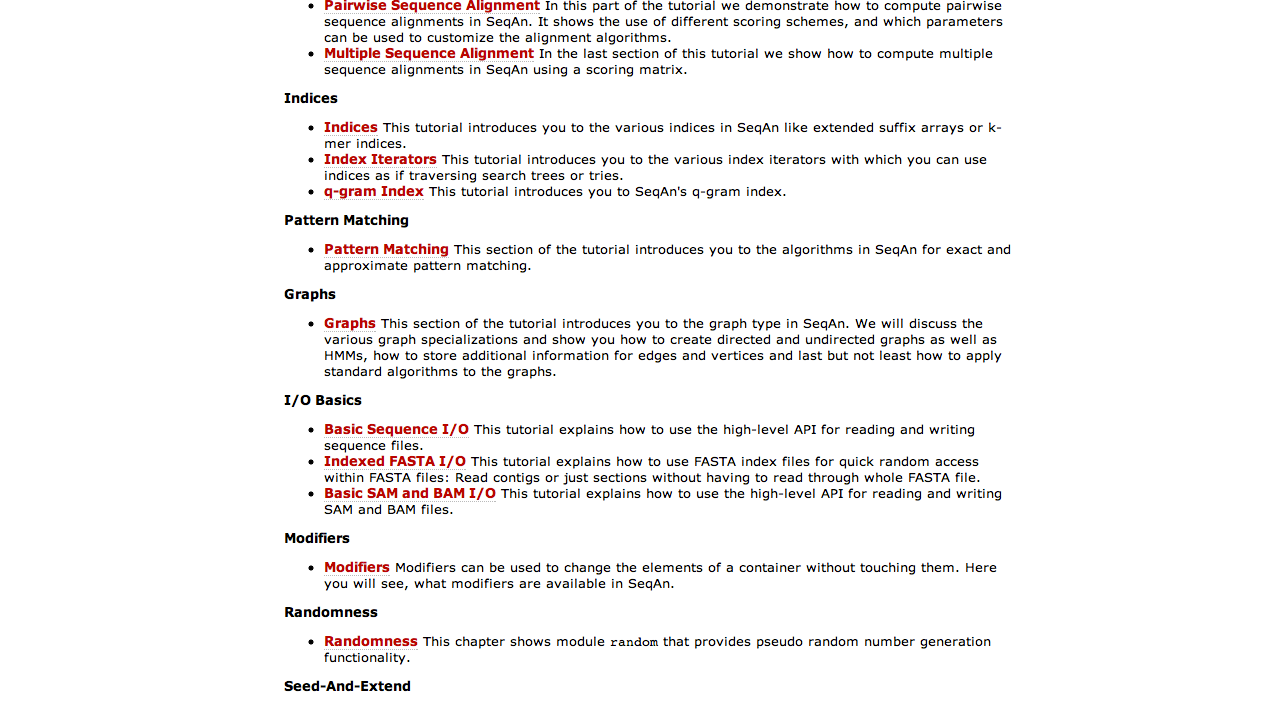 Pairwise Sequence Alignment In this part of the tutorial we demonstrate how to compute pairwise
sequence alignments in SeqAn. It shows the use of different scoring schemes, and which parameters
can be used to customize the alignment algorithms.
Multiple Sequence Alignment In the last section of this tutorial we show how to compute multiple
sequence alignments in SeqAn using a scoring matrix.
Indices
Indices This tutorial introduces you to the various indices in SeqAn like extended suffix arrays or k-
mer indices.
Index Iterators This tutorial introduces you to the various index iterators with which you can use
indices as if traversing search trees or tries.
q-gram Index This tutorial introduces you to SeqAn's q-gram index.
Pattern Matching
Pattern Matching This section of the tutorial introduces you to the algorithms in SeqAn for exact and
approximate pattern matching.
Graphs
Graphs This section of the tutorial introduces you to the graph type in SeqAn. We will discuss the
various graph specializations and show you how to create directed and undirected graphs as well as
HMMs, how to store additional information for edges and vertices and last but not least how to apply
standard algorithms to the graphs.
I/O Basics
Basic Sequence I/O This tutorial explains how to use the high-level API for reading and writing
sequence files.
Indexed FASTA I/O This tutorial explains how to use FASTA index files for quick random access
within FASTA files: Read contigs or just sections without having to read through whole FASTA file.
Basic SAM and BAM I/O This tutorial explains how to use the high-level API for reading and writing
SAM and BAM files.
Modifiers
Modifiers Modifiers can be used to change the elements of a container without touching them. Here
you will see, what modifiers are available in SeqAn.
Randomness
Randomness This chapter shows module random that provides pseudo random number generation
functionality.
Seed-And-Extend